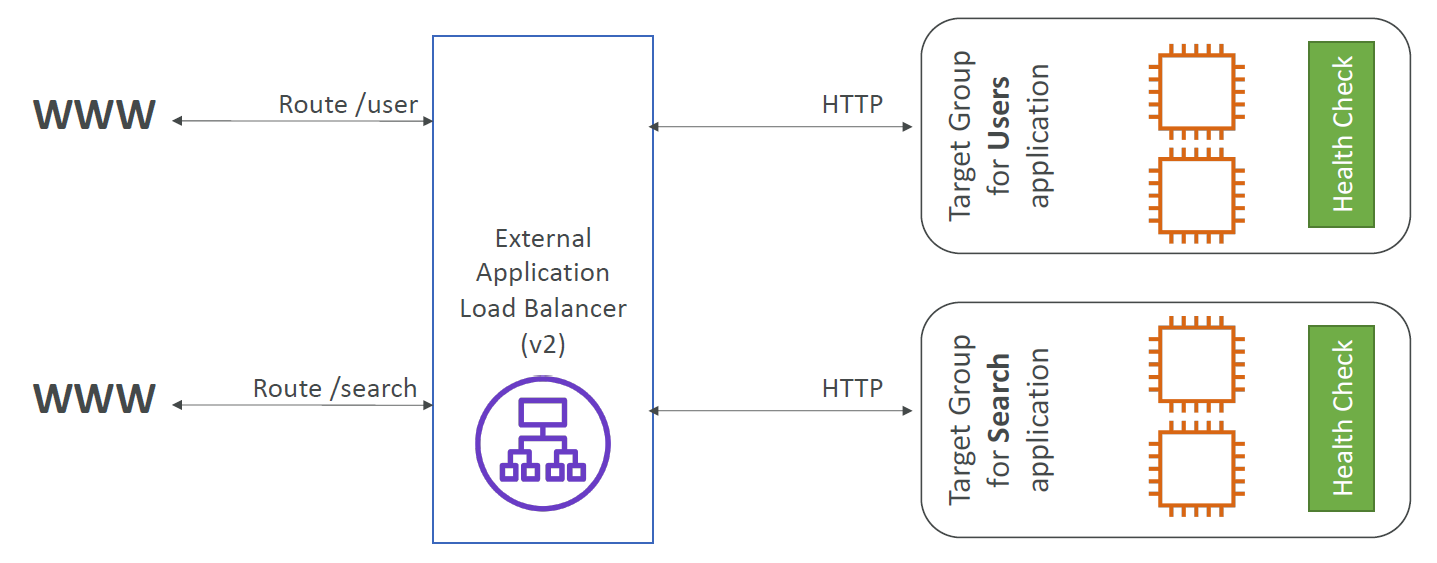 WWW
Route /user
HTTP
Target Group
for Users
application
Health Check
External
Application
Load Balancer
(v2)
WWW
Route /search
HTTP
Target Group
for Search
application
Health Check